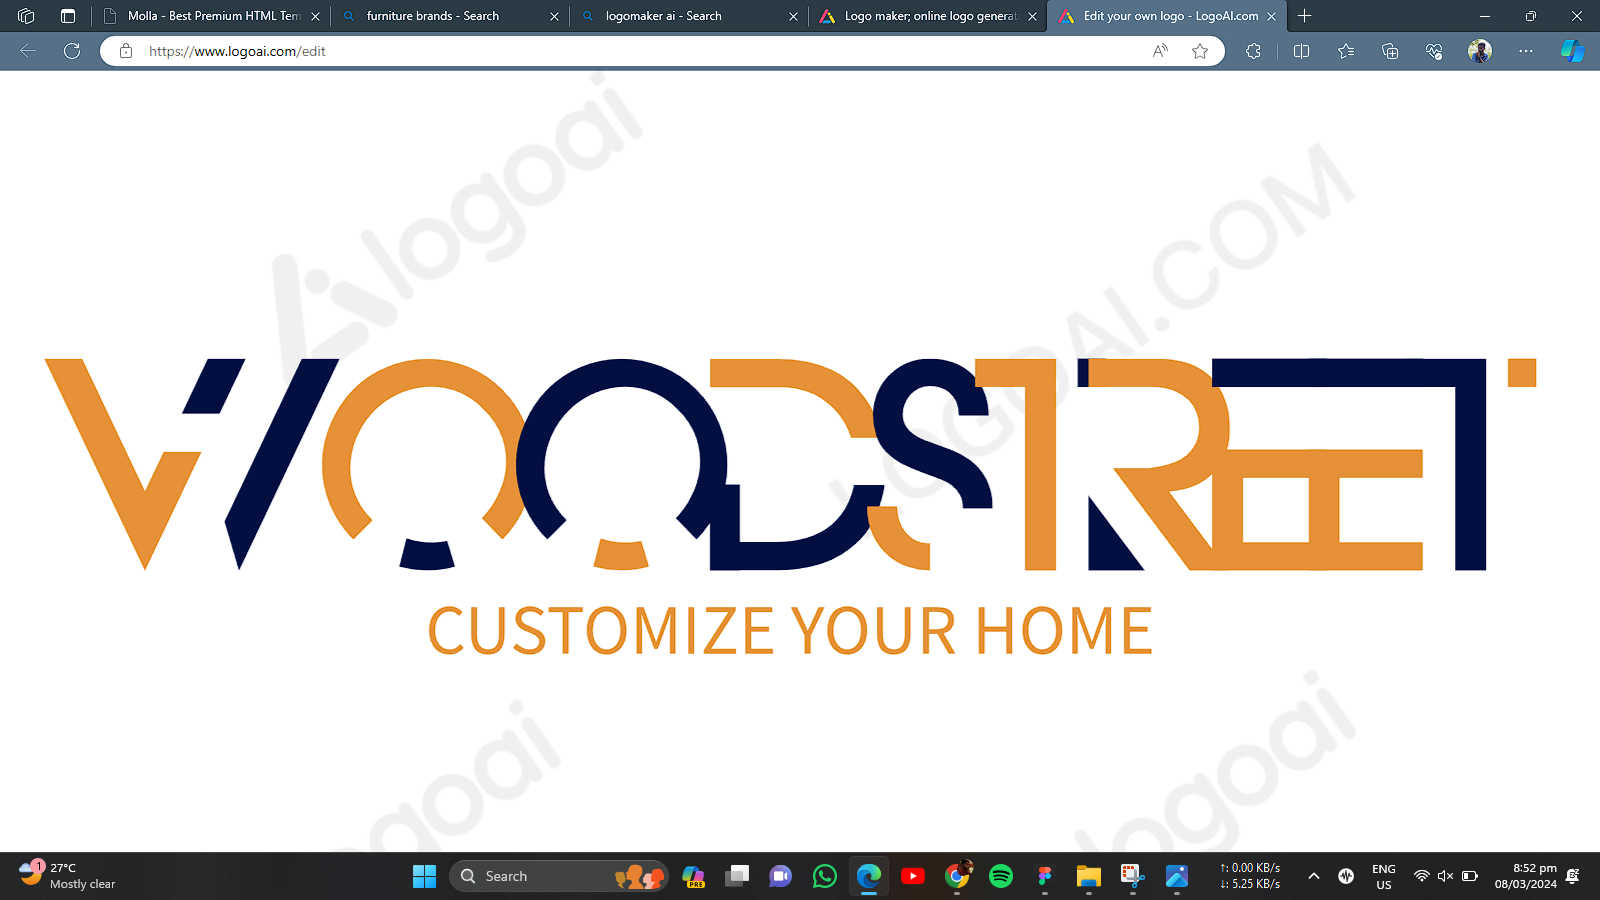 Molla - Best Premium HTML Tem
furniture brands - Search
logomaker ai - Search
Logo maker; online logo generat
Edit your own logo - LogoAI.com
https://www.logoai.com/edit
logoai
LOGOAI.COM
WOODSTREET
CUSTOMIZE YOUR HOME
logoai
logoai
1
27°C
Mostly clear
Search
PRE
↑: 0.00 KB/s
↓: 5.25 KB/s
ENG
US
8:52 pm
08/03/2024